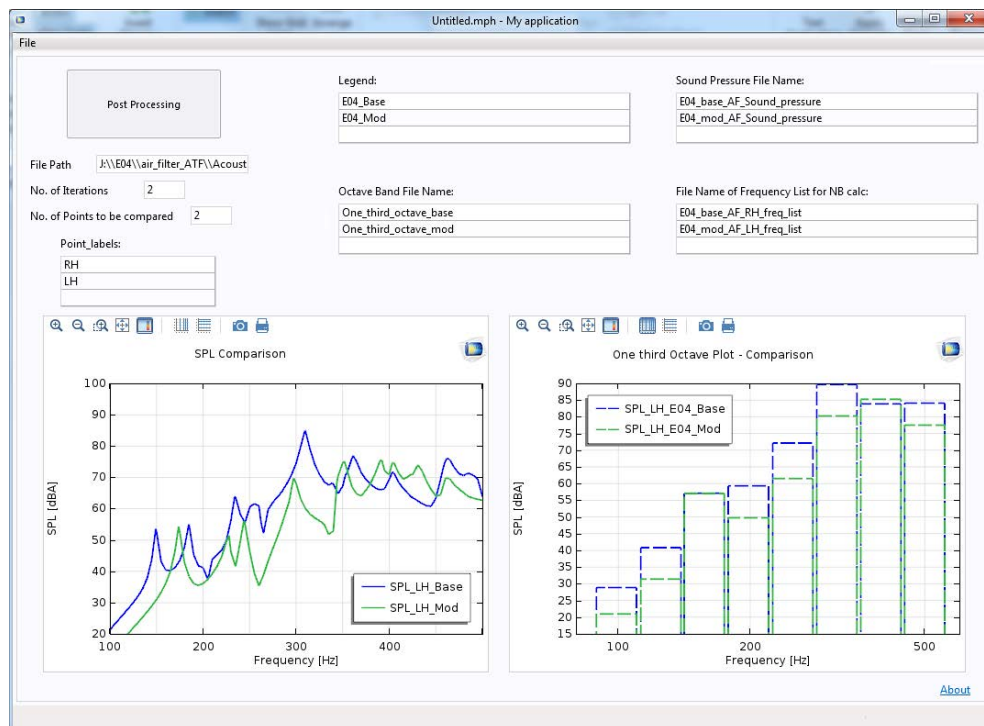 Untitled.mph - My application
File
Post Processing
Legend:
E04_Base
E04_Mod
Sound Pressure File Name:
E04_base_AF_Sound_pressure
E04_mod_AF_Sound_pressure
File Path J:\\E04\\air_filter_ATF\\Acoust
No. of Iterations 2
No. of Points to be compared 2
Octave Band File Name:
One_third_octave_base
One_third_octave_mod
File Name of Frequency List for NB calc:
E04_base_AF_RH_freq_list
E04_mod_AF_LH_freq_list
Point_labels:
RH
LH
SPL Comparison
100
90
80
70
60
50
40
30
20
SPL [dBA]
SPL_LH_Base
SPL_LH_Mod
100 200 300 400
Frequency [Hz]
One third Octave Plot - Comparison
90
85
80
75
70
65
60
55
50
45
40
35
30
25
20
15
SPL [dBA]
SPL_LH_E04_Base
SPL_LH_E04_Mod
100 200 500
Frequency [Hz]
About